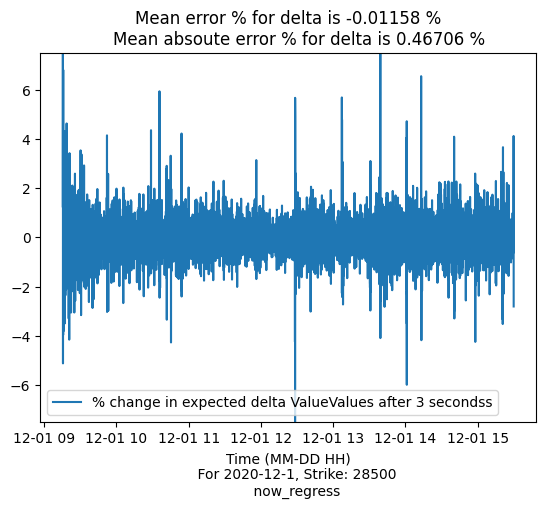 Mean error % for delta is -0.01158 %
Mean absoute error % for delta is 0.46706 %
6
4
2
0
−2
−4
−6
% change in expected delta ValueValues after 3 secondss
12-01 09 12-01 10 12-01 11 12-01 12 12-01 13 12-01 14 12-01 15
Time (MM-DD HH)
For 2020-12-1, Strike: 28500
now_regress